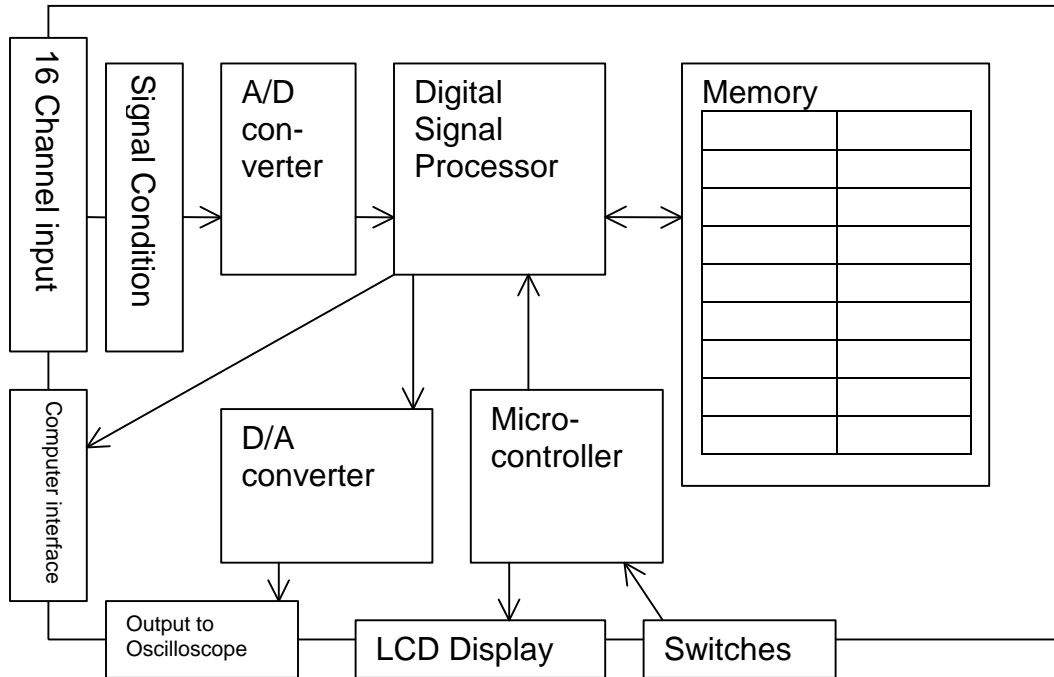 16 Channel input
Signal Condition
A/D
con-
verter
Digital
Signal
Processor
Memory
Computer interface
D/A
converter
Micro-
controller
Output to
Oscilloscope
LCD Display
Switches